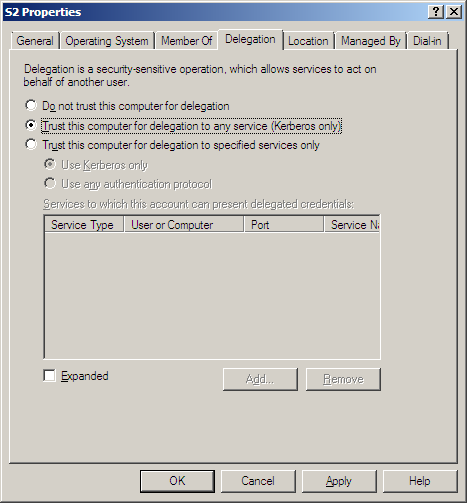 S2 Properties
General
Operating System
Member Of
Delegation
Location
Managed By
Dial-in
Delegation is a security-sensitive operation, which allows services to act on
behalf of another user.
Do not trust this computer for delegation
Trust this computer for delegation to any service (Kerberos only)
Trust this computer for delegation to specified services only
Use Kerberos only
Use any authentication protocol
Services to which this account can present delegated credentials:
Service Type
User or Computer
Port
Service Na
Expanded
Add...
Remove
OK
Cancel
Apply
Help